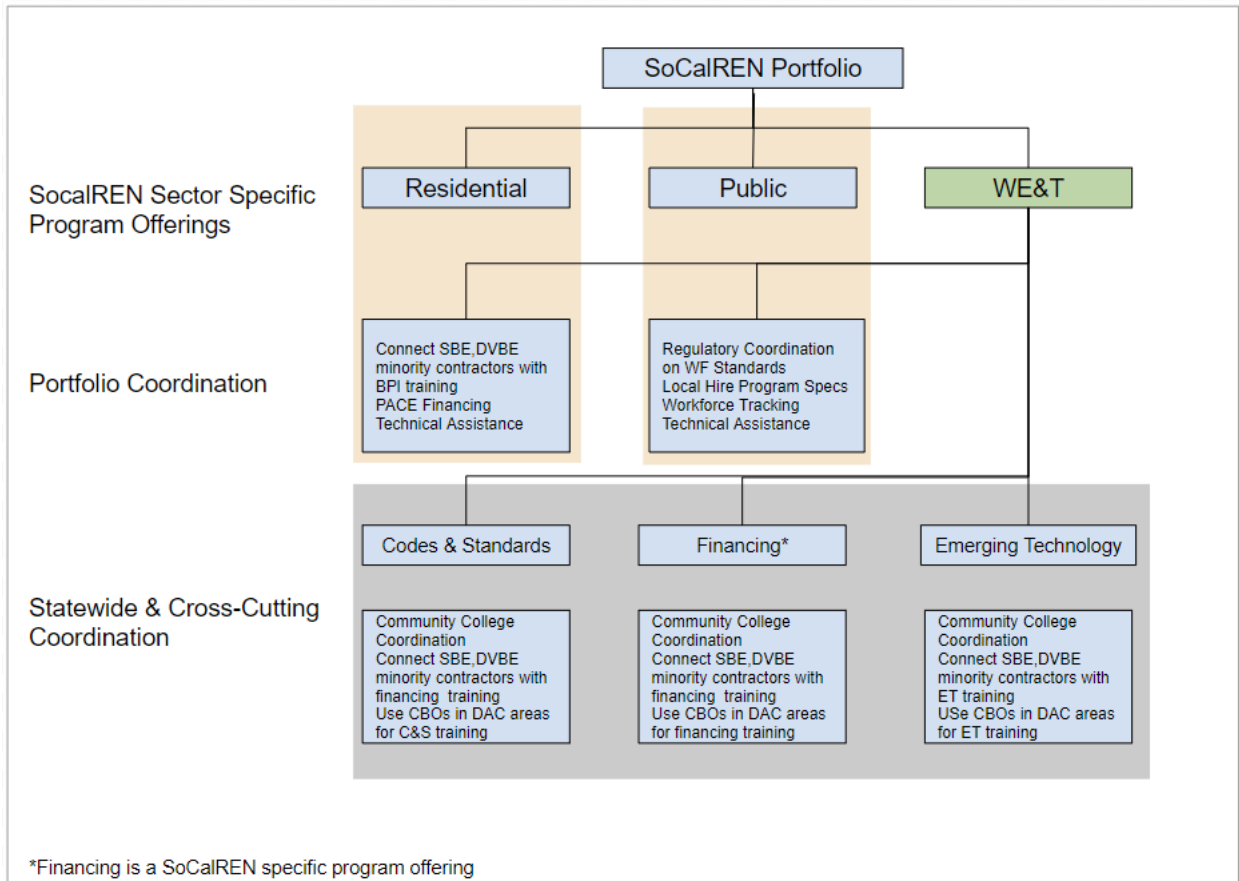 SoCalREN Portfolio
SocalREN Sector Specific
Program Offerings
Residential
Public
WE&T
Portfolio Coordination
Connect SBE,DVBE
minority contractors with
BPI training
PACE Financing
Technical Assistance
Regulatory Coordination
on WF Standards
Local Hire Program Specs
Workforce Tracking
Technical Assistance
Statewide & Cross-Cutting
Coordination
Codes & Standards
Financing*
Emerging Technology
Community College
Coordination
Connect SBE,DVBE
minority contractors with
financing training
Use CBOs in DAC areas
for C&S training
Community College
Coordination
Connect SBE,DVBE
minority contractors with
financing training
Use CBOs in DAC areas
for financing training
Community College
Coordination
Connect SBE,DVBE
minority contractors with
ET training
USe CBOs in DAC areas
for ET training
*Financing is a SoCalREN specific program offering